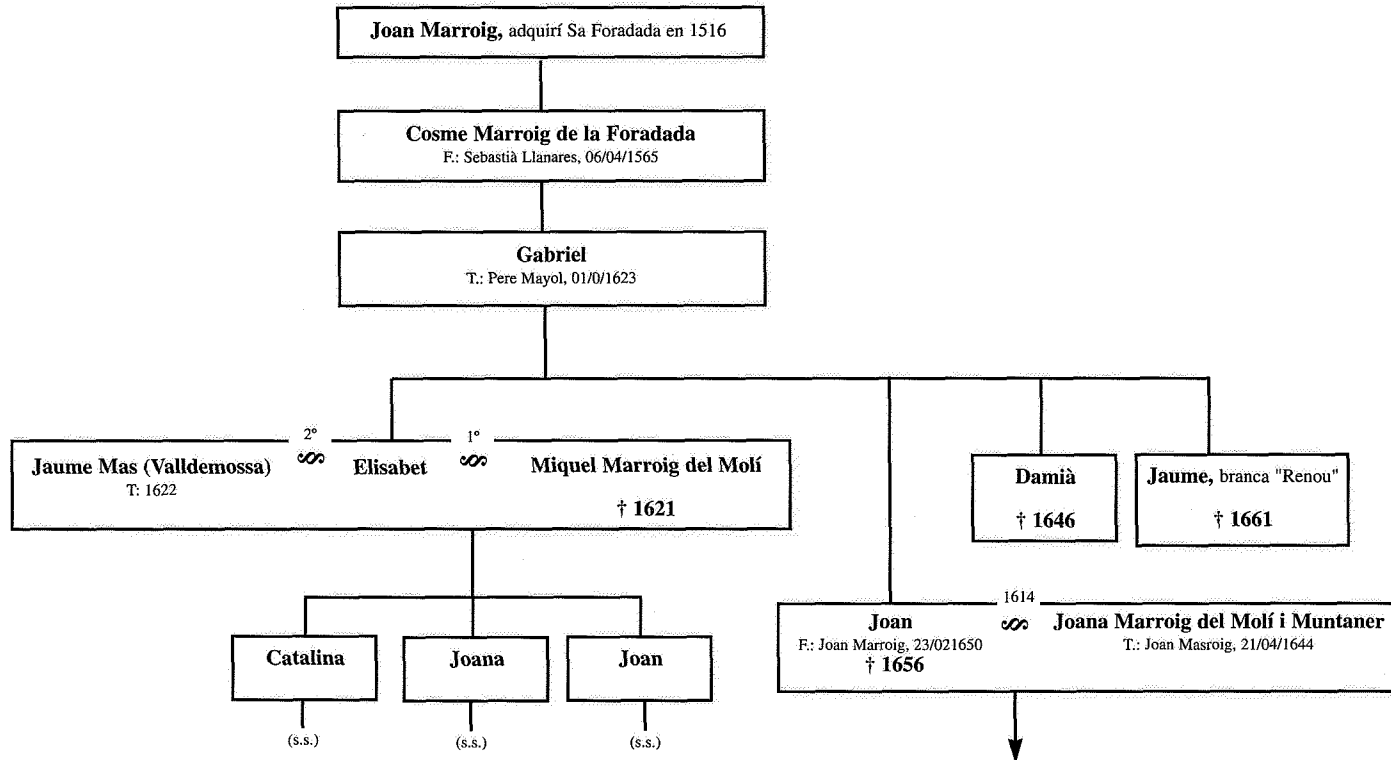 Joan Marroig, adquirí Sa Foradada en 1516
Cosme Marroig de la Foradada
F.: Sebastià Llanares, 06/04/1565
Gabriel
T.: Pere Mayol, 01/0/1623
2º
1º
Jaume Mas (Valldemossa)
T: 1622
§
Elisabet
§
Miquel Marroig del Molí
† 1621
Damià
† 1646
Jaume, branca "Renou"
† 1661
Catalina
(s.s.)
Joana
(s.s.)
Joan
(s.s.)
1614
Joan
F.: Joan Marroig, 23/021650
† 1656
§
Joana Marroig del Molí i Muntaner
T.: Joan Masroig, 21/04/1644